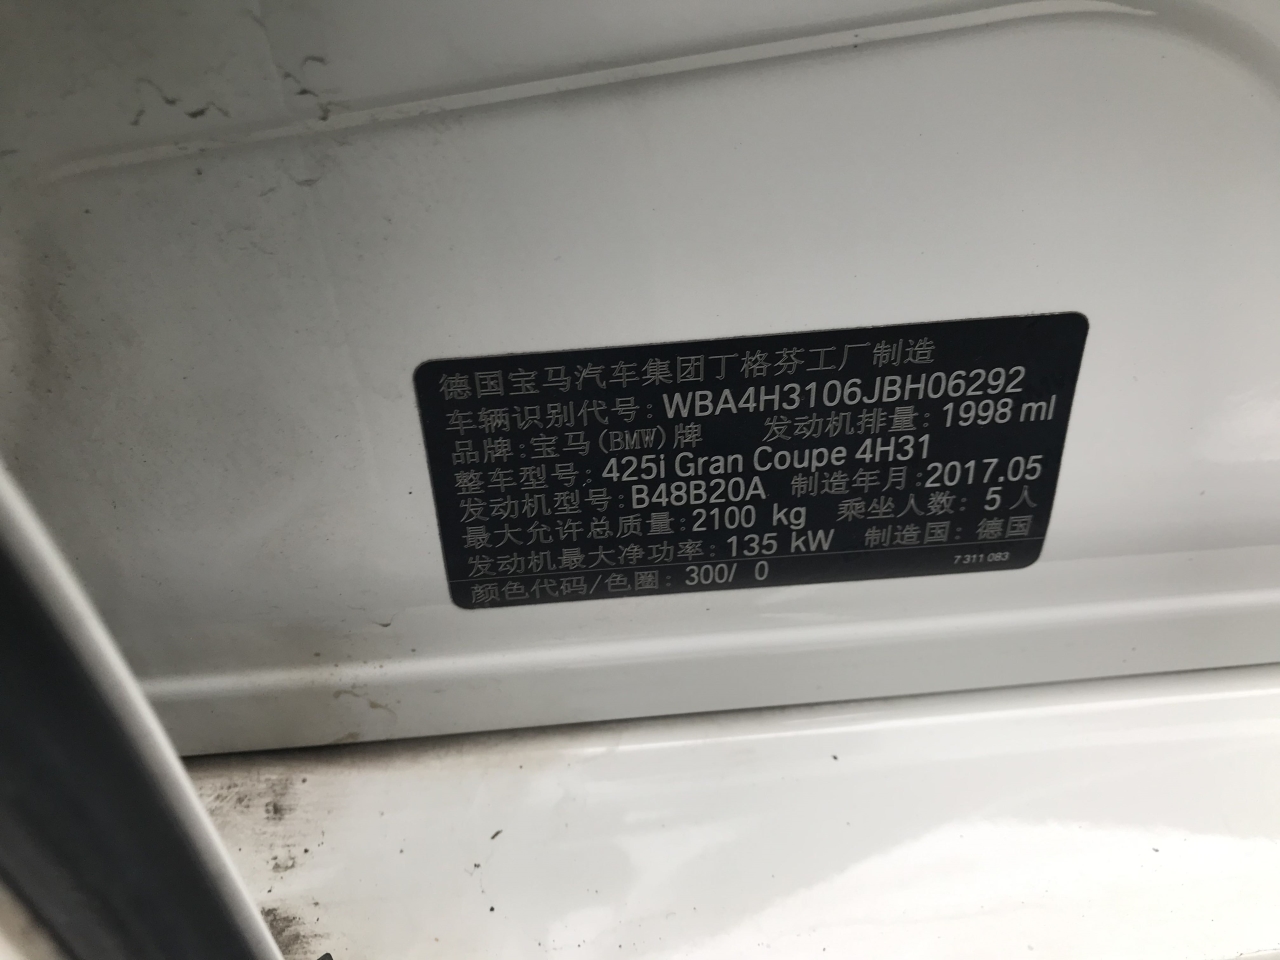 德国宝马汽车集团丁格芬工厂制造
车辆识别代号: WBA4H3106JBH06292
品牌:宝马(BMW)牌 发动机排量: 1998 ml
整车型号: 425i Gran Coupe 4H31
发动机型号: B48B20A 制造年月:2017.05
最大允许总质量: 2100 kg 乘坐人数: 5 人
发动机最大净功率: 135 kW 制造国: 德国
颜色代码/色圈: 300/ 0 7 311 083